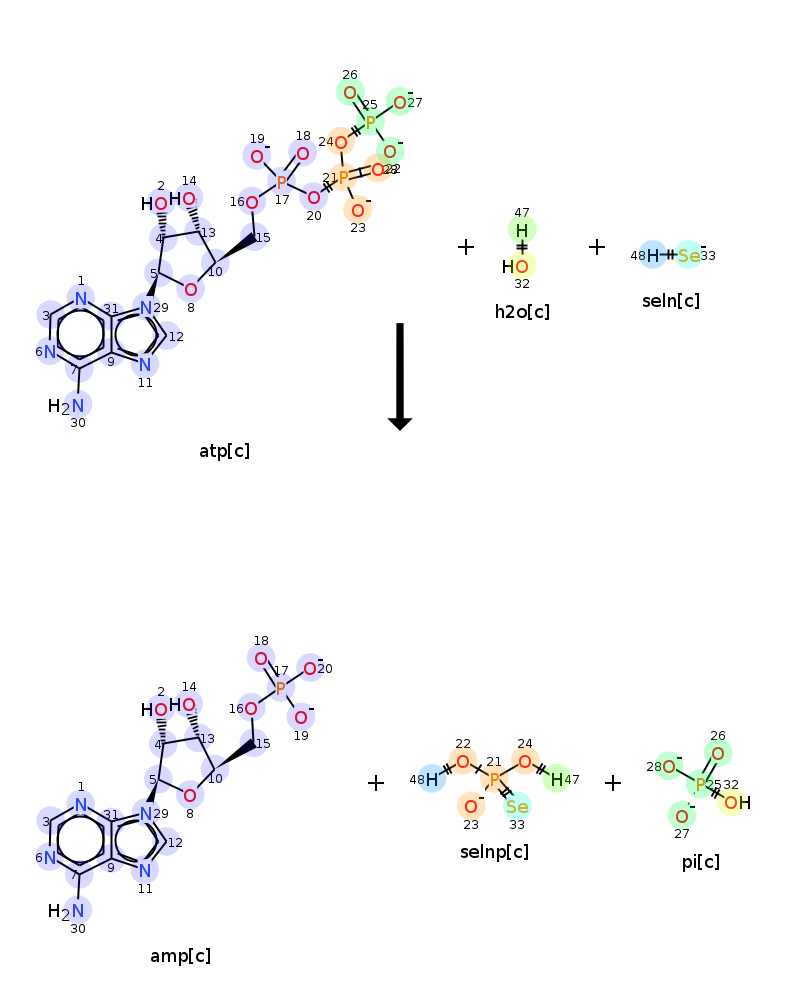 26
O
25
P
O- 27
19
O-
18
O
24 O
O-
21 P
O 22
17
P
2
HO
14
HO
16 O
O
20
O-
23
4
13
15
5
10
O
8
1
N
3
31
N 29
12
6 N
7
9
N
11
H2N
30
atp[c]
+
47
H
HO
32
h2o[c]
+
48 H Se- 33
seln[c]
18
O
17
P
O- 20
2
HO
14
HO
16 O
O-
19
4
13
15
5
10
O
8
1
N
3
31
N 29
12
6 N
7
9
N
11
H2N
30
amp[c]
+
22
O
24
O
48 H
21
P
H 47
O-
23
Se
33
selnp[c]
+
26
O
28 O-
25
P
32
OH
O-
27
pi[c]